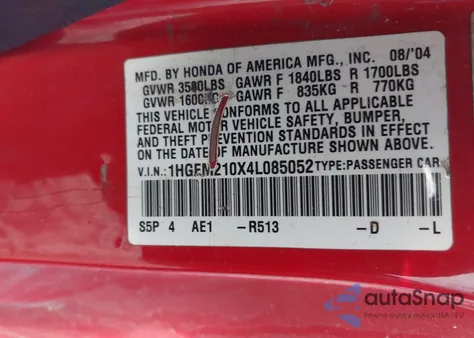 MFD. BY HONDA OF AMERICA MFG., INC. 08/'04
GVWR 3580LBS GAWR F 1840LBS R 1700LBS
GVWR GAWR F 835KG R 770KG
THIS VEHICLE CONFORMS TO ALL APPLICABLE
FEDERAL MOTOR VEHICLE SAFETY, BUMPER,
AND THEFT PREVENTION STANDARDS IN EFFECT
ON THE DATE OF MANUFACTURE SHOWN ABOVE.
V.I.N.: TYPE:PASSENGER CAR
S5P 4 AE1 -R513 -D -L
autoSnap